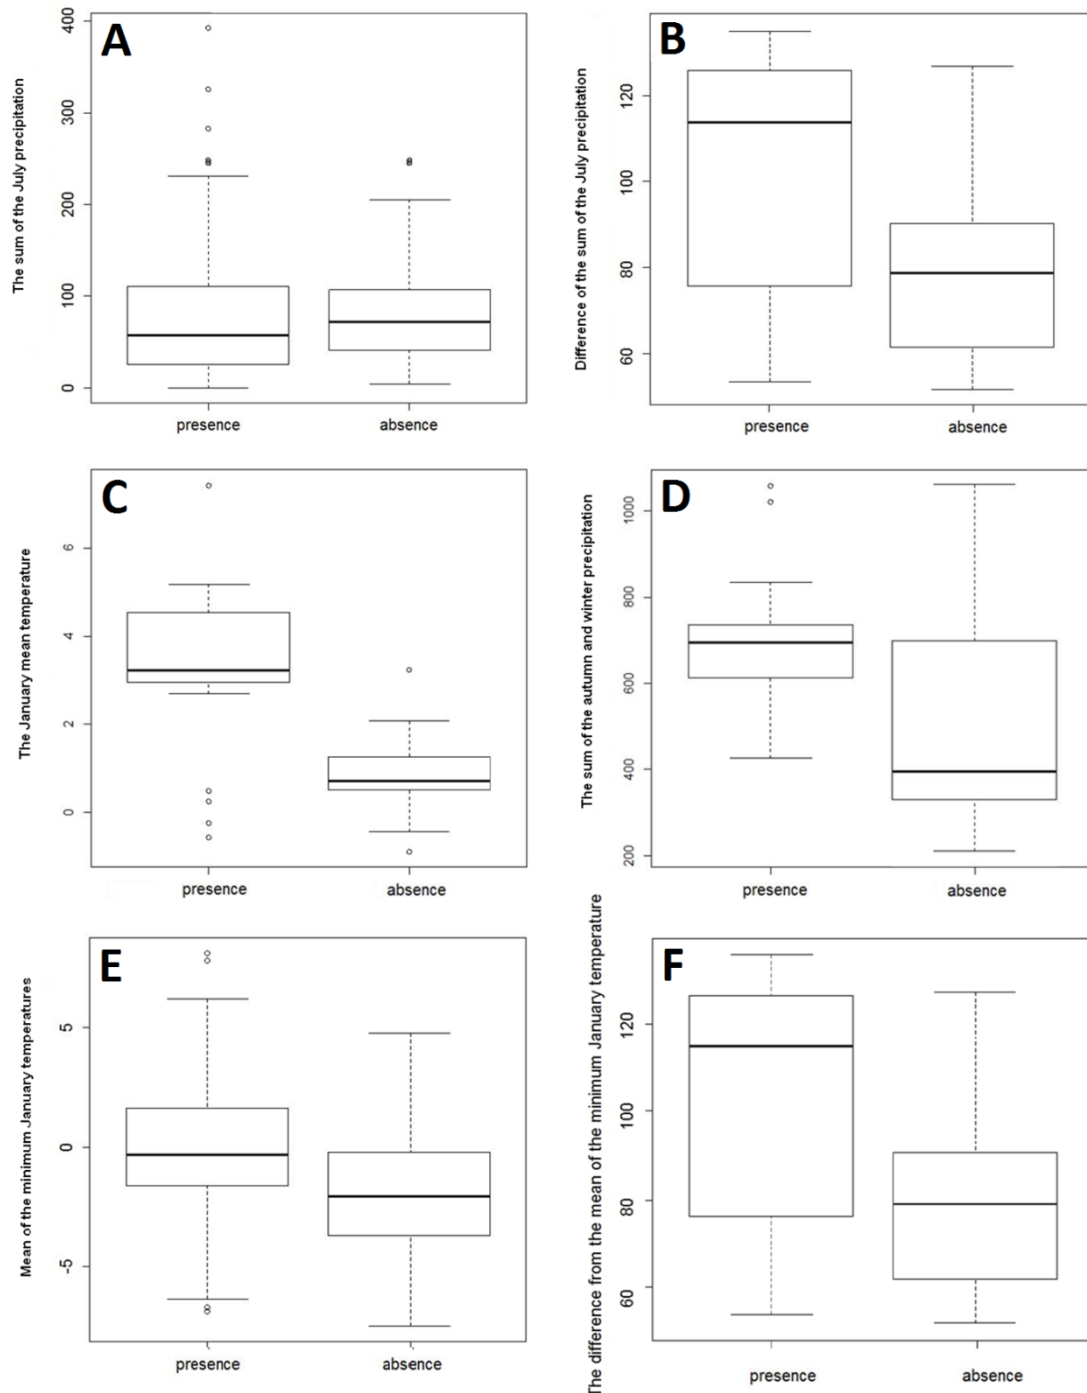 A
The sum of the July precipitation
400
300
200
100
0
presence absence
B
Difference of the sum of the July precipitation
120
100
80
60
presence absence
C
The January mean temperature
6
4
2
0
presence absence
D
The sum of the autumn and winter precipitation
1000
800
600
400
200
presence absence
E
Mean of the minimum January temperatures
5
0
-5
presence absence
F
The difference from the mean of the minimum January temperature
120
100
80
60
presence absence